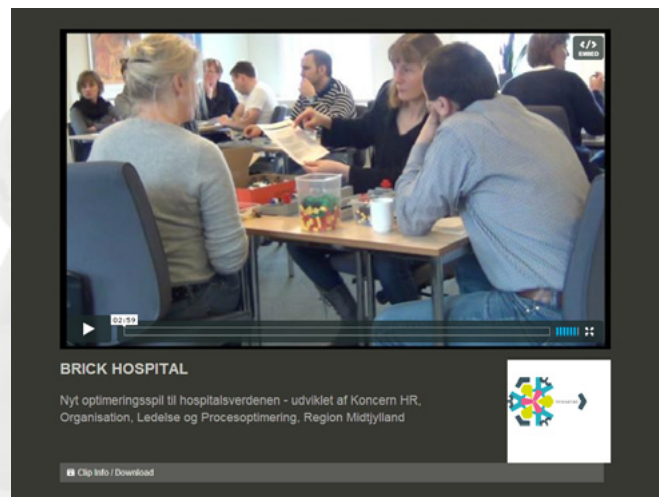 </>
EMBED
02:59
BRICK HOSPITAL
Nyt optimeringsspil til hospitalsverdenen - udviklet af Koncern HR,
Organisation, Ledelse og Procesoptimering, Region Midtjylland
Clip Info / Download